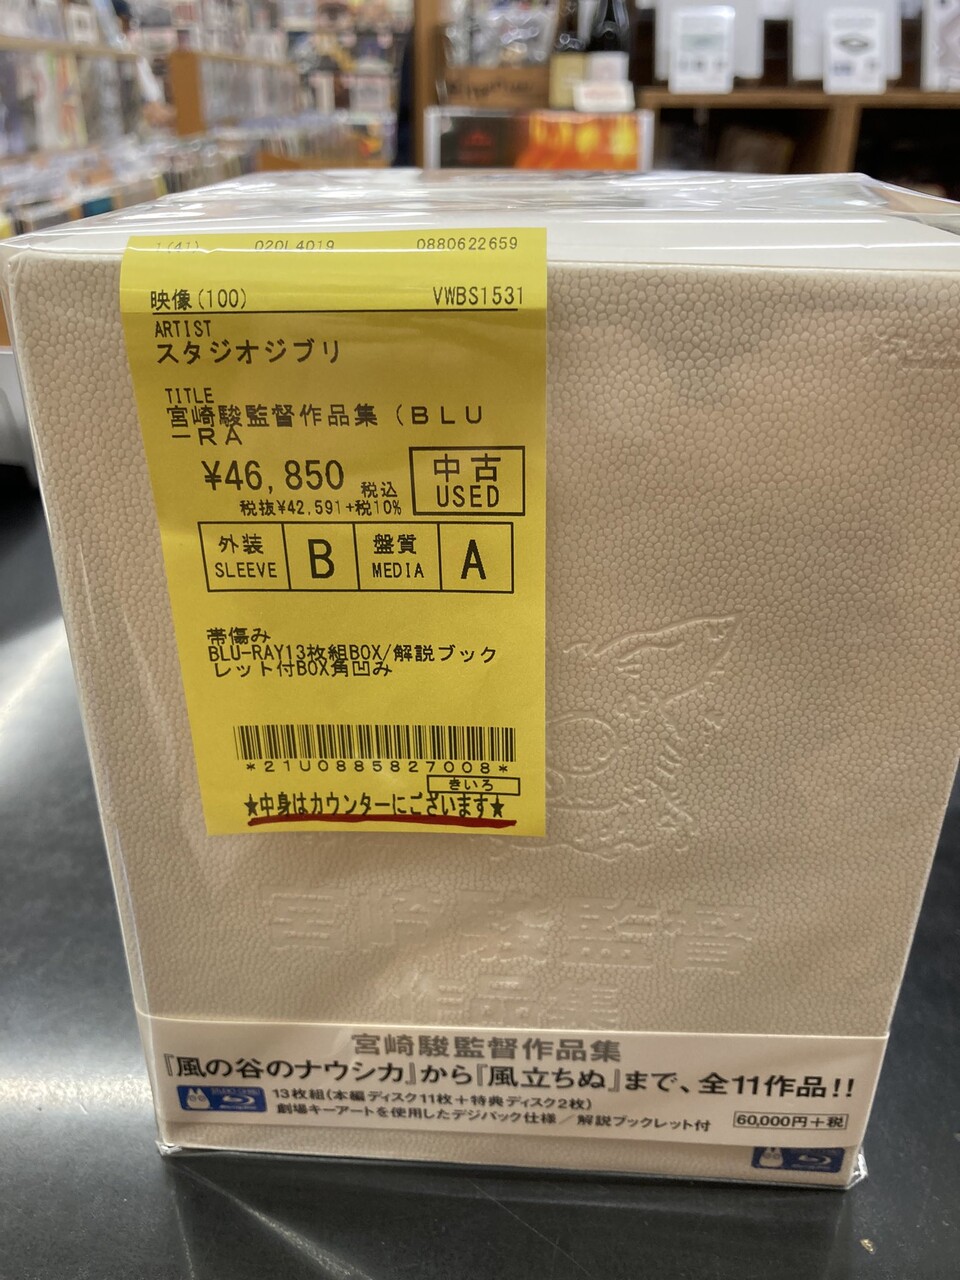 1(41) 020L4019 0880622659
映像(100) VWBS1531
ARTIST
スタジオジブリ
TITLE
宮崎駿監督作品集（ＢＬＵ
－ＲＡ
¥46,850 税込
中古
USED
税抜¥42,591+税10%
外装
SLEEVE
B
盤質
MEDIA
A
帯傷み
BLU-RAY13枚組BOX/解説ブック
レット付BOX角凹み
*21U0885827008*
きいろ
★中身はカウンターにございます★
宮崎駿監督
作品集
宮崎駿監督作品集
『風の谷のナウシカ』から『風立ちぬ』まで、全11作品!!
13枚組(本編ディスク11枚＋特典ディスク2枚)
劇場キーアートを使用したデジパック仕様／解説ブックレット付
60,000円＋税